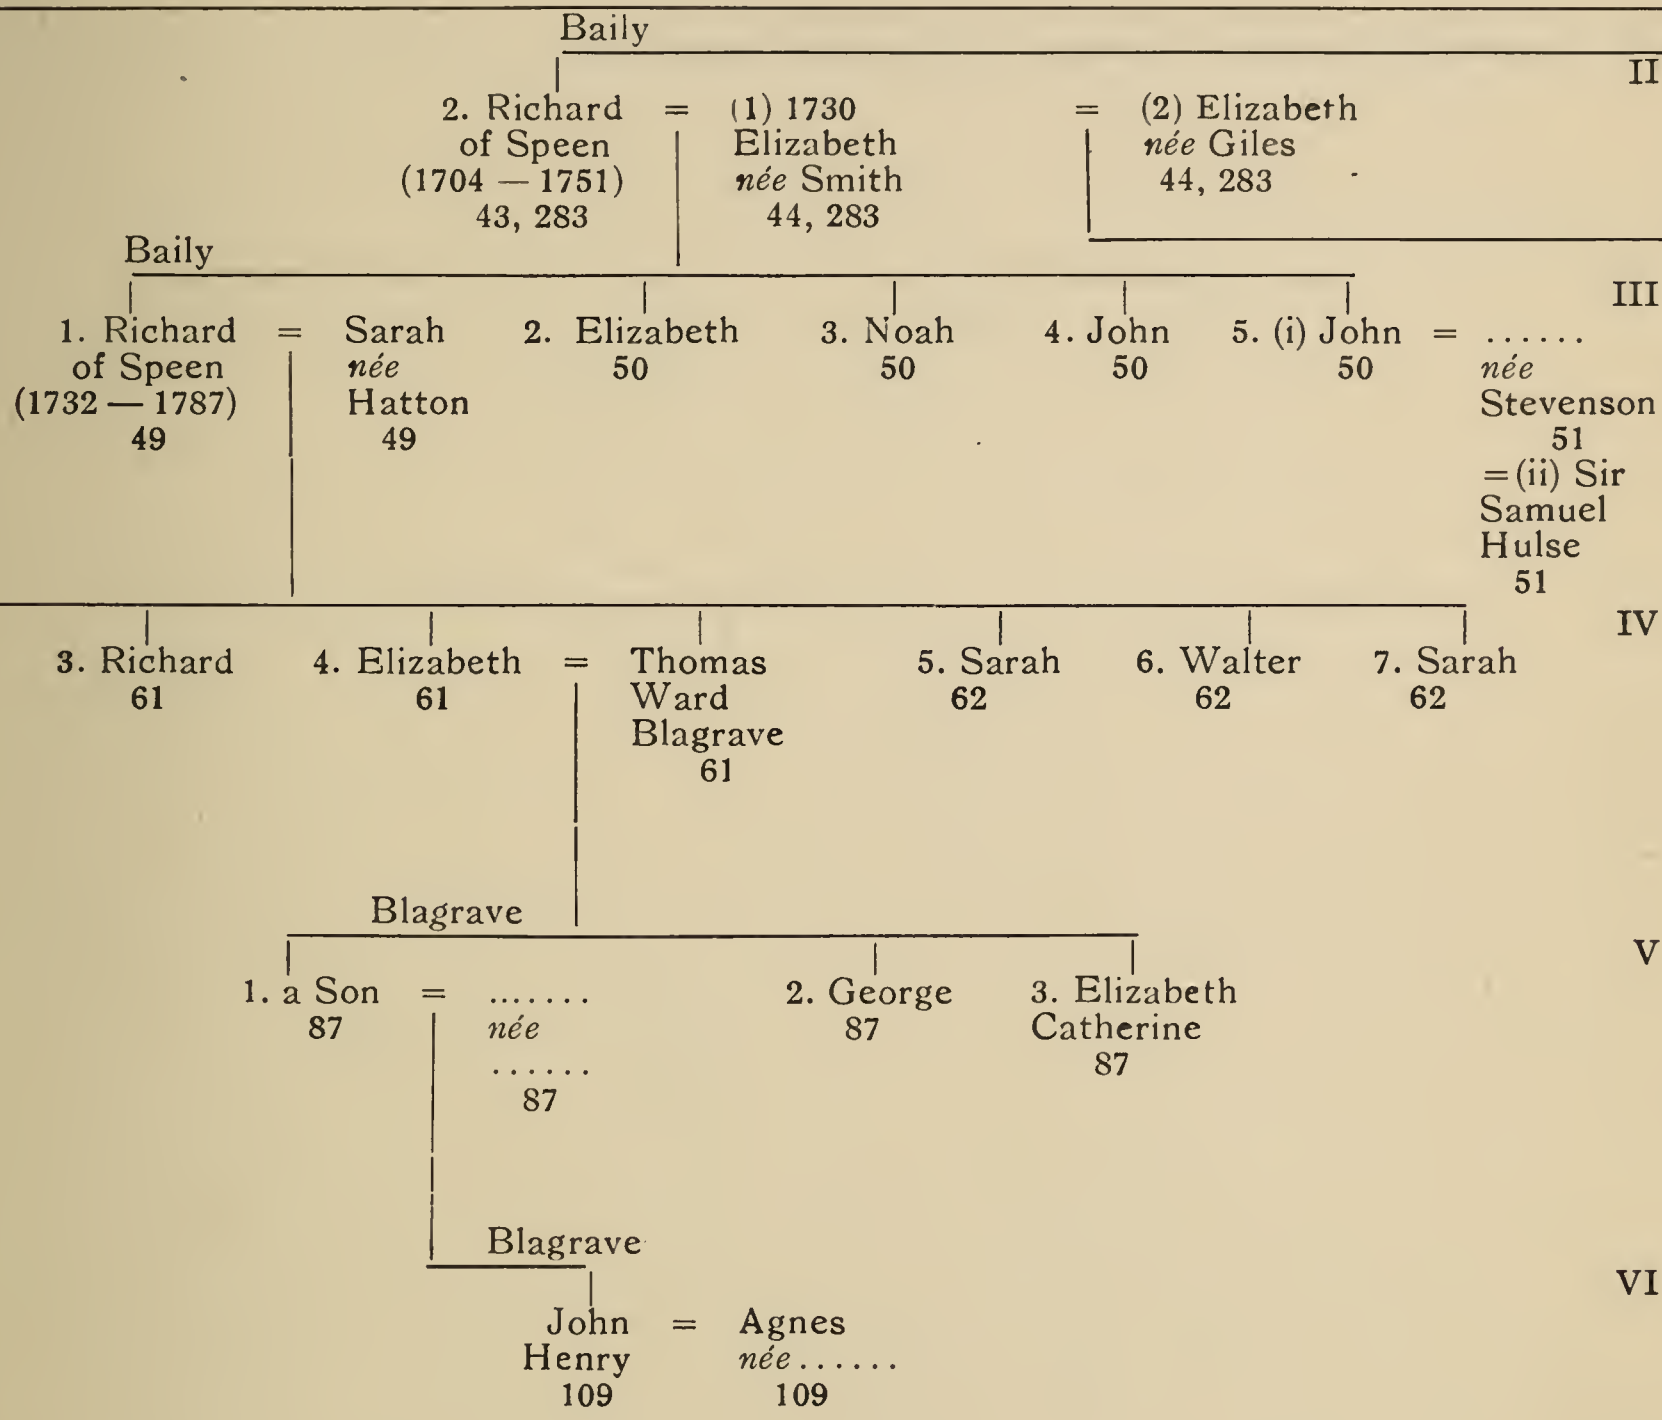 Baily
II
2. Richard = (1) 1730 = (2) Elizabeth
of Speen Elizabeth née Giles
(1704 — 1751) née Smith 44, 283
43, 283 44, 283
Baily
III
1. Richard = Sarah 2. Elizabeth 3. Noah 4. John 5. (i) John = ......
of Speen née 50 50 50 50 née
(1732 — 1787) Hatton Stevenson
49 49 51
= (ii) Sir
Samuel
Hulse
51
IV
3. Richard 4. Elizabeth = Thomas 5. Sarah 6. Walter 7. Sarah
61 61 Ward 62 62 62
Blagrave
61
Blagrave
V
1. a Son = ....... 2. George 3. Elizabeth
87 née 87 Catherine
...... 87
87
Blagrave
VI
John = Agnes
Henry née ......
109 109